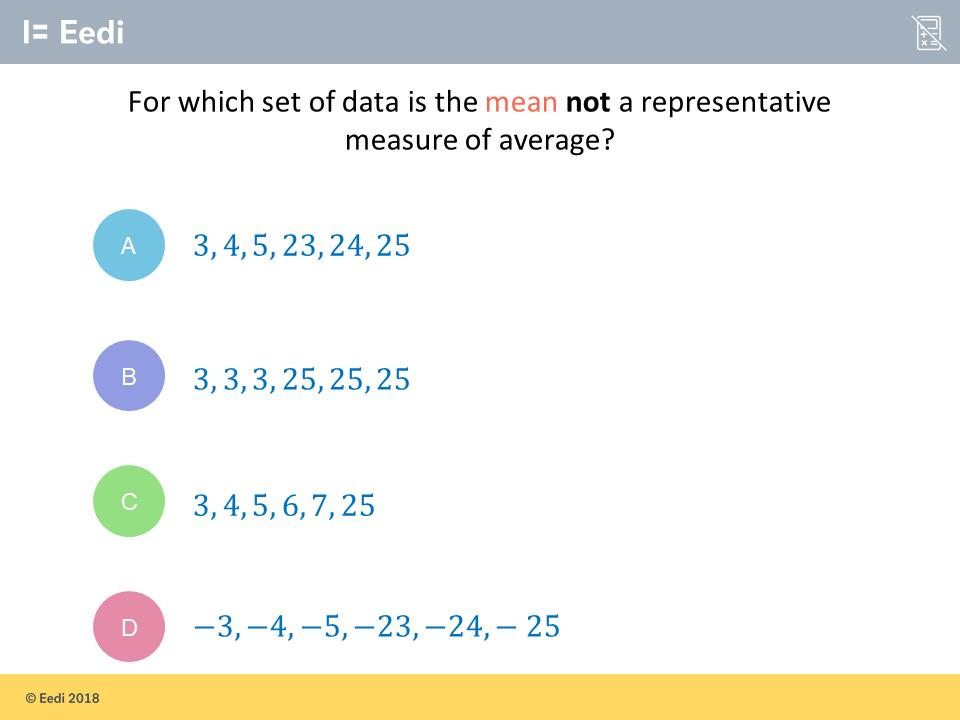 Eedi
For which set of data is the mean not a representative
measure of average?
A
3, 4, 5, 23, 24, 25
B
3, 3, 3, 25, 25, 25
C
3, 4, 5, 6, 7, 25
D
−3, −4, −5, −23, −24, − 25
© Eedi 2018